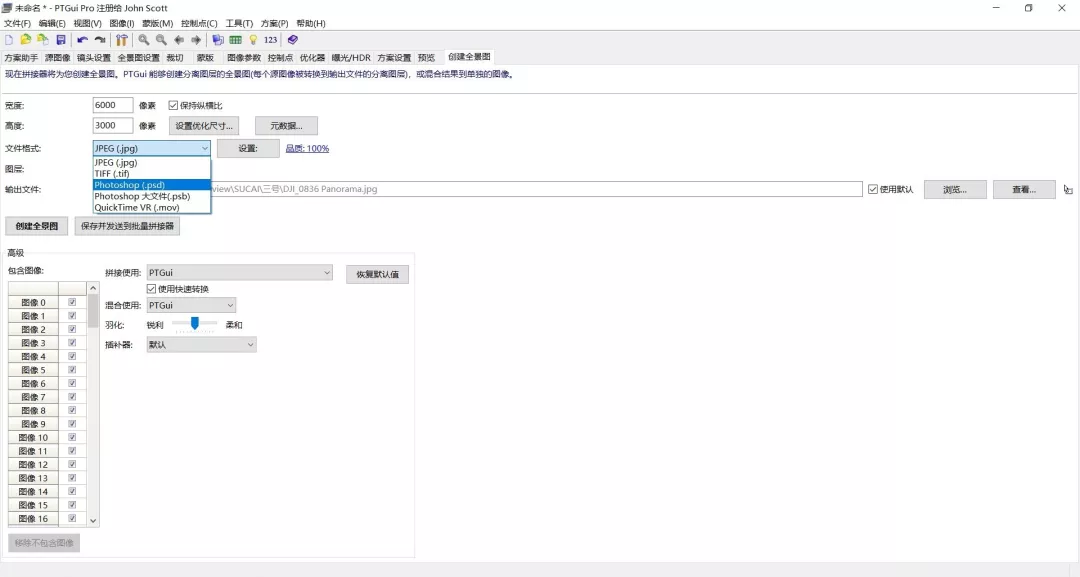 未命名 * - PTGui Pro 注册给 John Scott
文件(F) 编辑(E) 视图(V) 图像(I) 蒙版(M) 控制点(C) 工具(T) 方案(P) 帮助(H)
123
方案助手 源图像 镜头设置 全景图设置 裁切 蒙版 图像参数 控制点 优化器 曝光/HDR 方案设置 预览 创建全景图
现在拼接器将为您创建全景图。PTGui 能够创建分离图层的全景图(每个源图像被转换到输出文件的分离图层)，或混合结果到单独的图像。
宽度: 6000 像素 保持纵横比
高度: 3000 像素 设置优化尺寸... 元数据...
文件格式: JPEG (.jpg) 设置: 品质: 100%
JPEG (.jpg)
图层: TIFF (.tif)
Photoshop (.psd)
输出文件: view\SUCAI\三号\DJI_0836 Panorama.jpg 使用默认 浏览... 查看...
Photoshop 大文件(.psb)
QuickTime VR (.mov)
创建全景图 保存并发送到批量拼接器
高级
包含图像: 拼接使用: PTGui 恢复默认值
使用快速转换
图像 0 混合使用: PTGui
图像 1
图像 2 羽化: 锐利 柔和
图像 3 插补器: 默认
图像 4
图像 5
图像 6
图像 7
图像 8
图像 9
图像 10
图像 11
图像 12
图像 13
图像 14
图像 15
图像 16
移除不包含图像